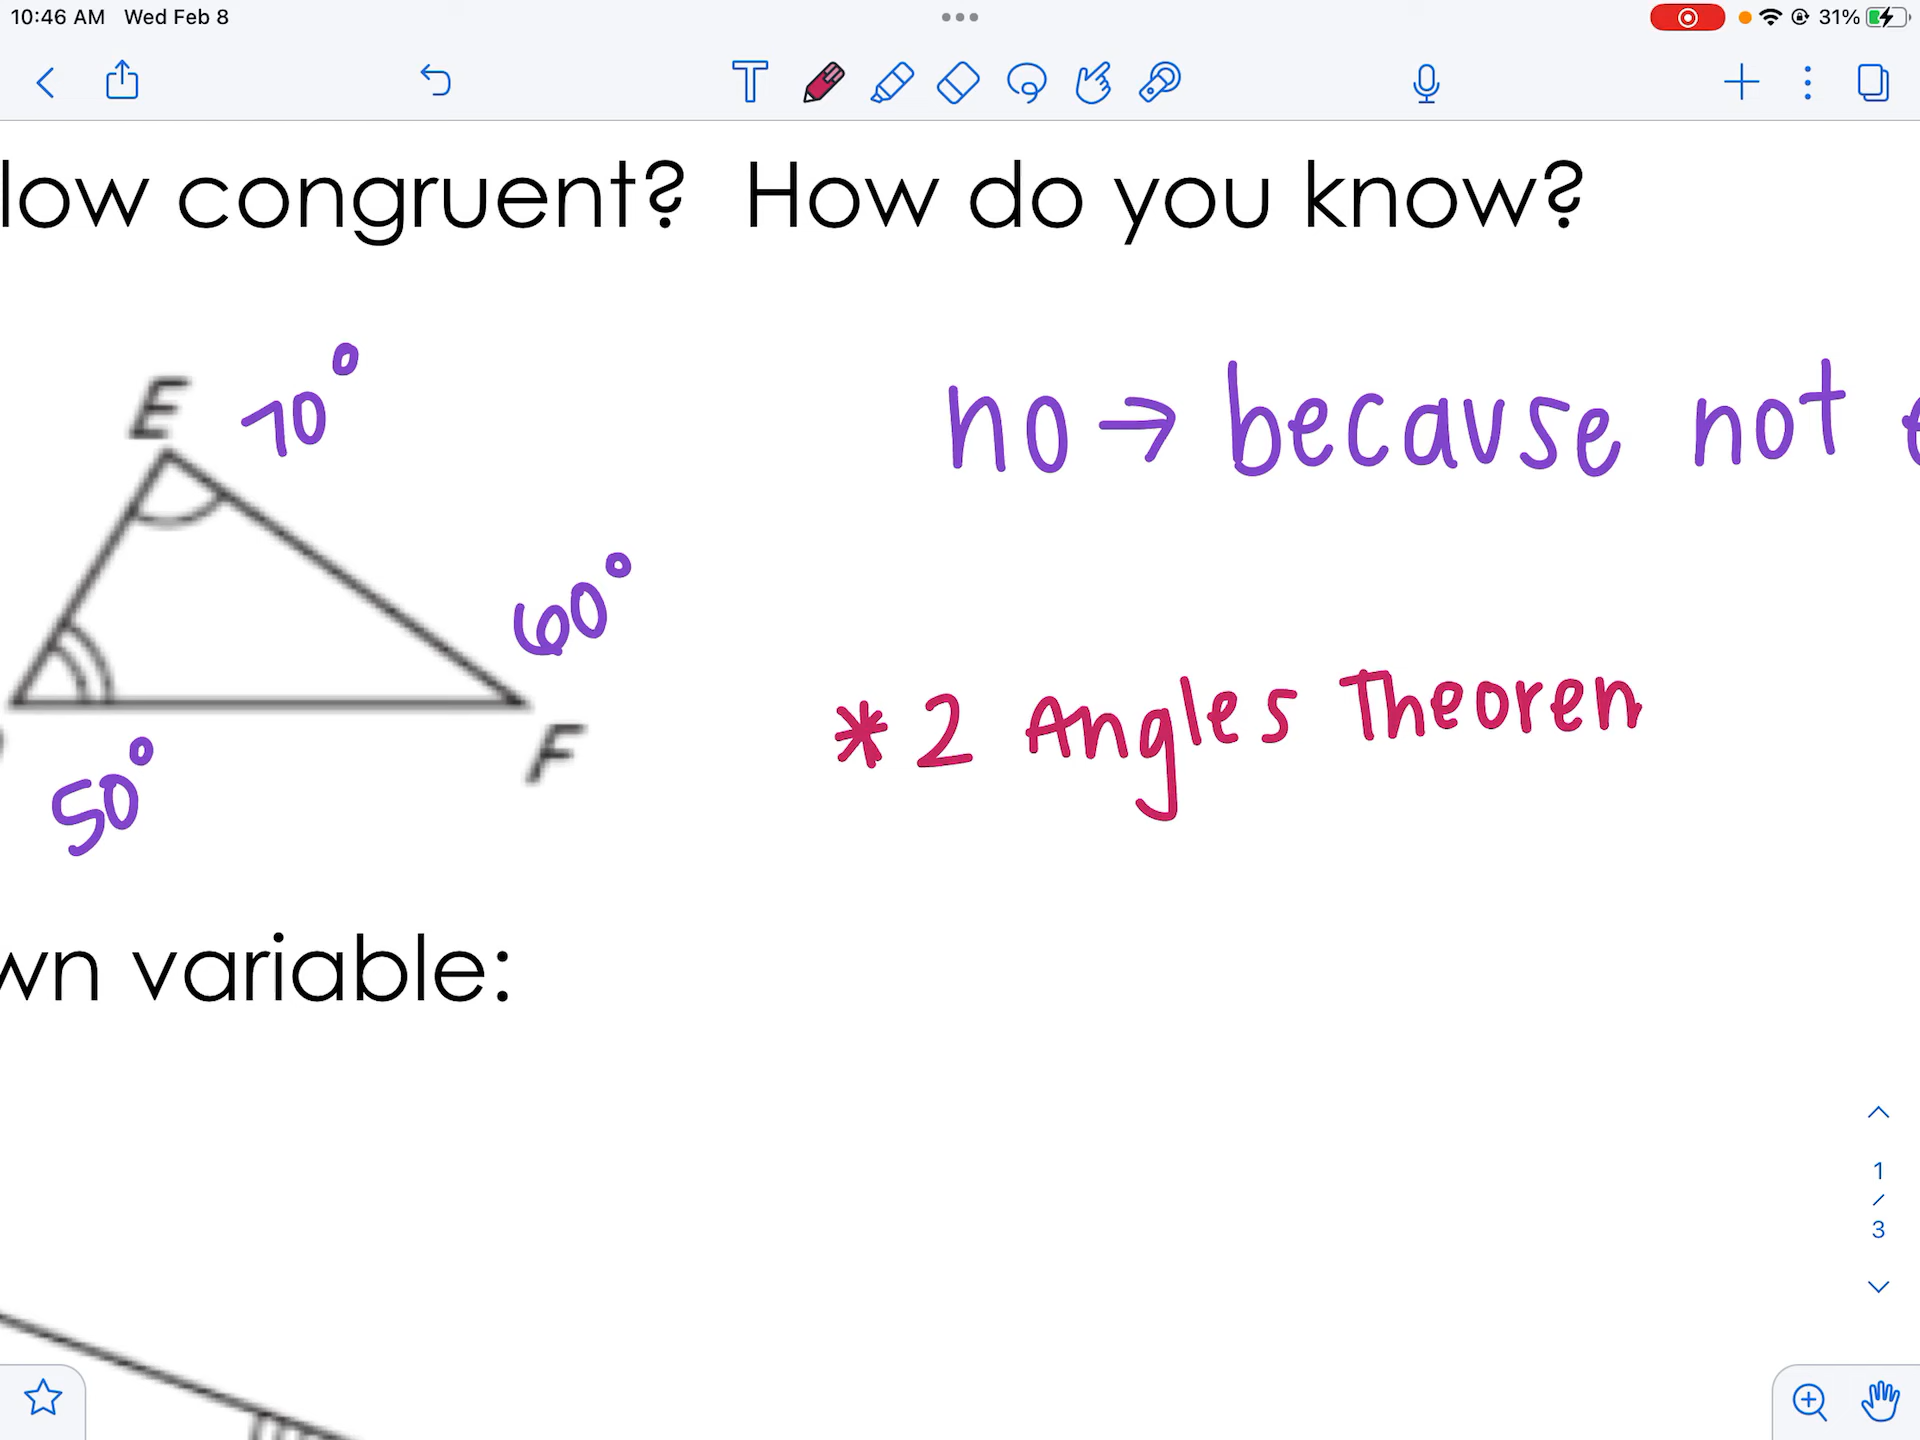 10:46 AM Wed Feb 8
31%
low congruent? How do you know?
E 70°
no → because not
60°
* 2 Angles Theoren
F
50°
wn variable:
1
/
3